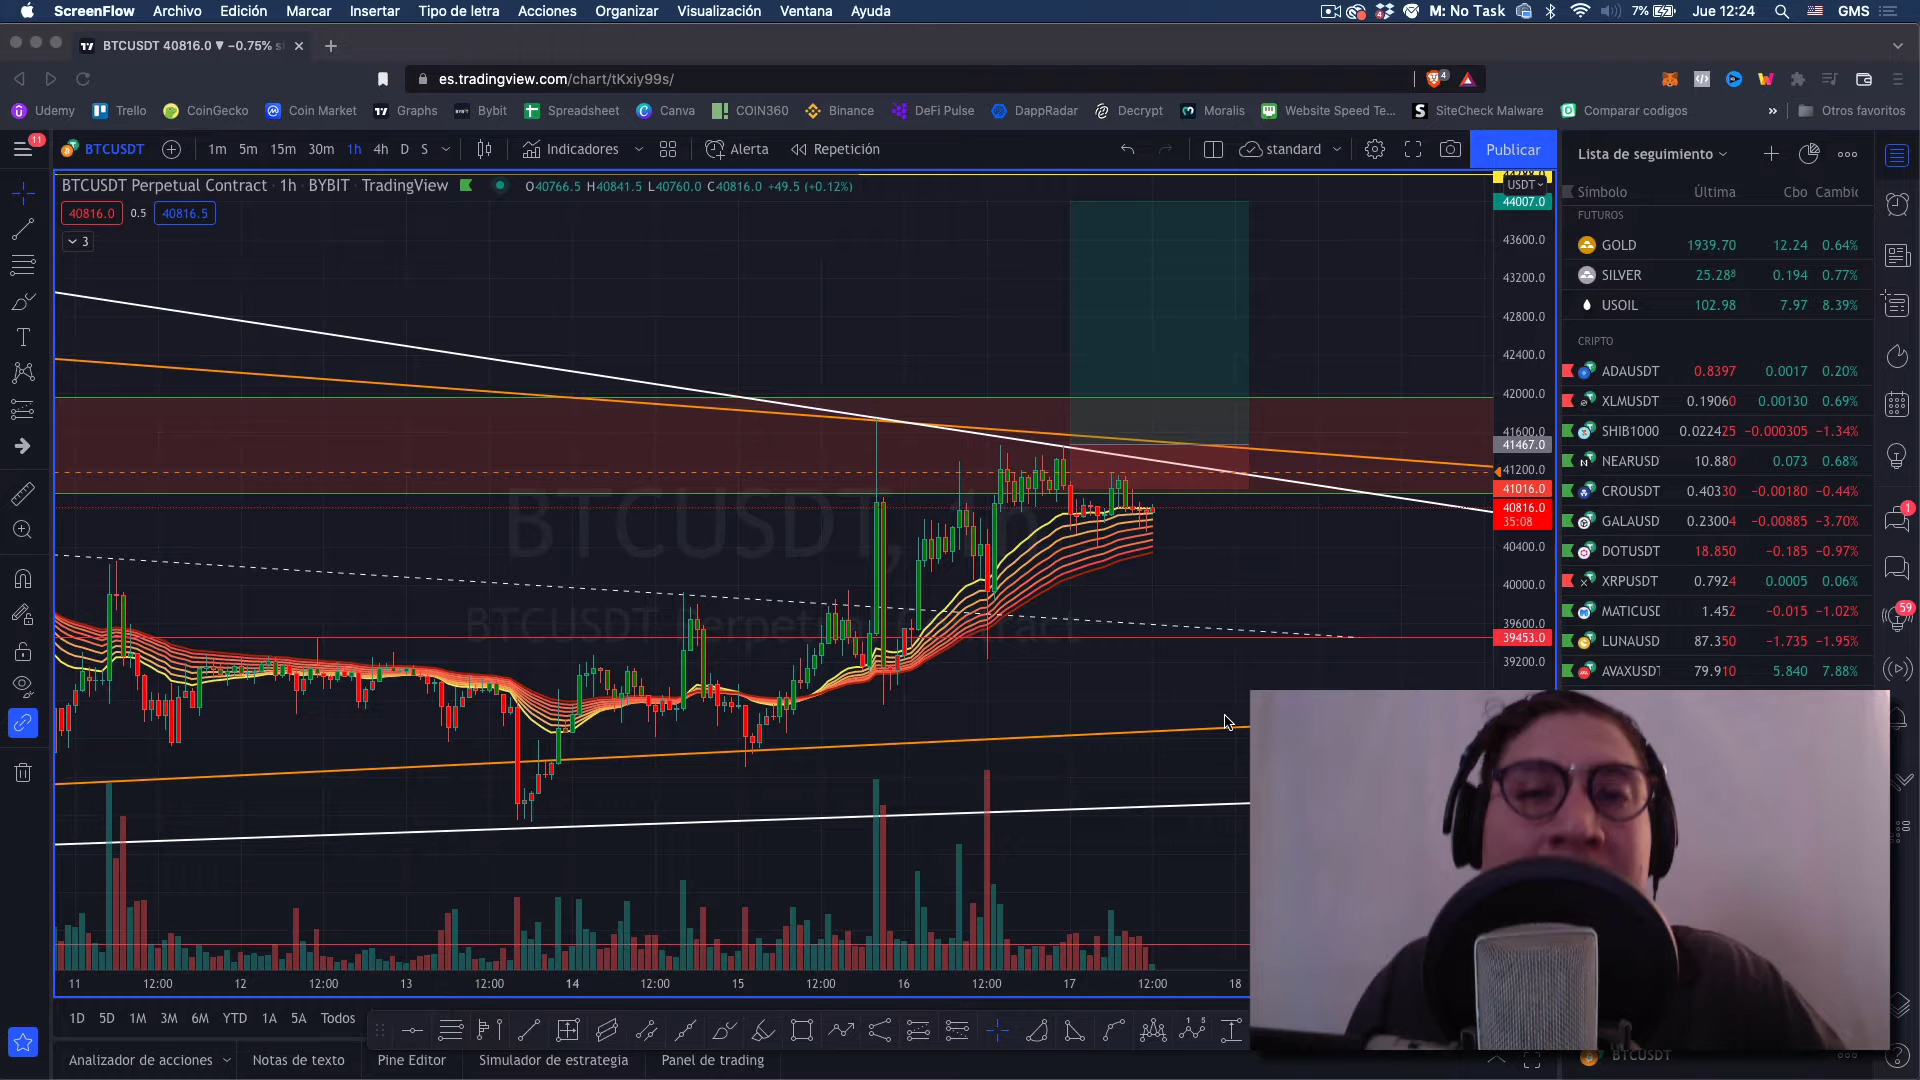 ScreenFlow Archivo Edición Marcar Insertar Tipo de letra Acciones Organizar Visualización Ventana Ayuda 4 M: No Task 7% Jue 12:24 GMS
BTCUSDT 40816.0 ▼ −0.75%
es.tradingview.com/chart/tKxiy99s/ 4
Udemy Trello CoinGecko Coin Market Graphs Bybit Spreadsheet Canva COIN360 Binance DeFi Pulse DappRadar Decrypt Moralis Website Speed Te... SiteCheck Malware Comparar codigos » Otros favoritos
11 BTCUSDT 1m 5m 15m 30m 1h 4h D S Indicadores Alerta Repetición standard Publicar Lista de seguimiento
BTCUSDT Perpetual Contract · 1h · BYBIT · TradingView O40766.5 H40841.5 L40760.0 C40816.0 +49.5 (+0.12%) USDT
40816.0 0.5 40816.5
3
44007.0
43600.0
43200.0
42800.0
42400.0
42000.0
41600.0
41467.0
41200.0
41016.0
40816.0
35:08
40400.0
40000.0
39600.0
39453.0
39200.0
BTCUSDT, 1h
BTCUSDT Perpetual Contract
Símbolo Última Cbo Cambic
FUTUROS
GOLD 1939.70 12.24 0.64%
SILVER 25.288 0.194 0.77%
USOIL 102.98 7.97 8.39%
CRIPTO
ADAUSDT 0.8397 0.0017 0.20%
XLMUSDT 0.19060 0.00130 0.69%
SHIB1000 0.022425 −0.000305 −1.34%
NEARUSD 10.880 0.073 0.68%
CROUSDT 0.40330 −0.00180 −0.44%
GALAUSD 0.23004 −0.00885 −3.70%
DOTUSDT 18.850 −0.185 −0.97%
XRPUSDT 0.7924 0.0005 0.06%
MATICUSD 1.452 −0.015 −1.02%
LUNAUSD 87.350 −1.735 −1.95%
AVAXUSDT 79.910 5.840 7.88%
1
59
11 12:00 12 12:00 13 12:00 14 12:00 15 12:00 16 12:00 17 12:00 18
1D 5D 1M 3M 6M YTD 1A 5A Todos
Analizador de acciones Notas de texto Pine Editor Simulador de estrategia Panel de trading
BTCUSDT